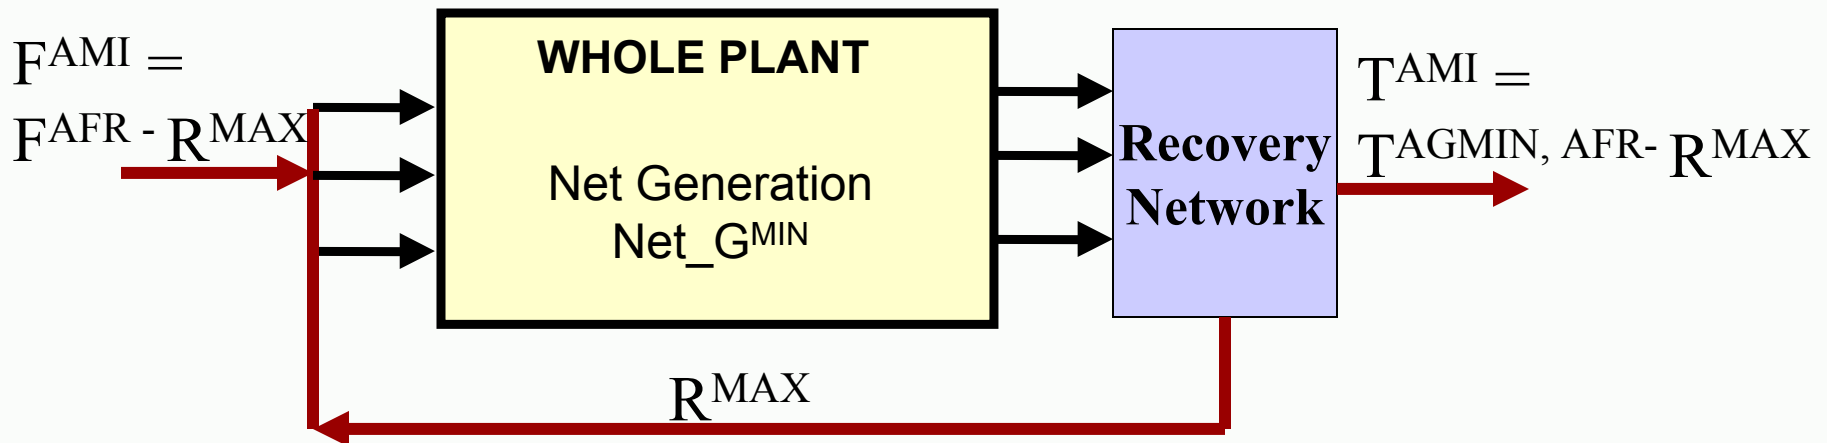 F^AMI =
F^AFR - R^MAX
WHOLE PLANT
Net Generation
Net_G^MIN
Recovery
Network
T^AMI =
T^AGMIN, AFR- R^MAX
R^MAX